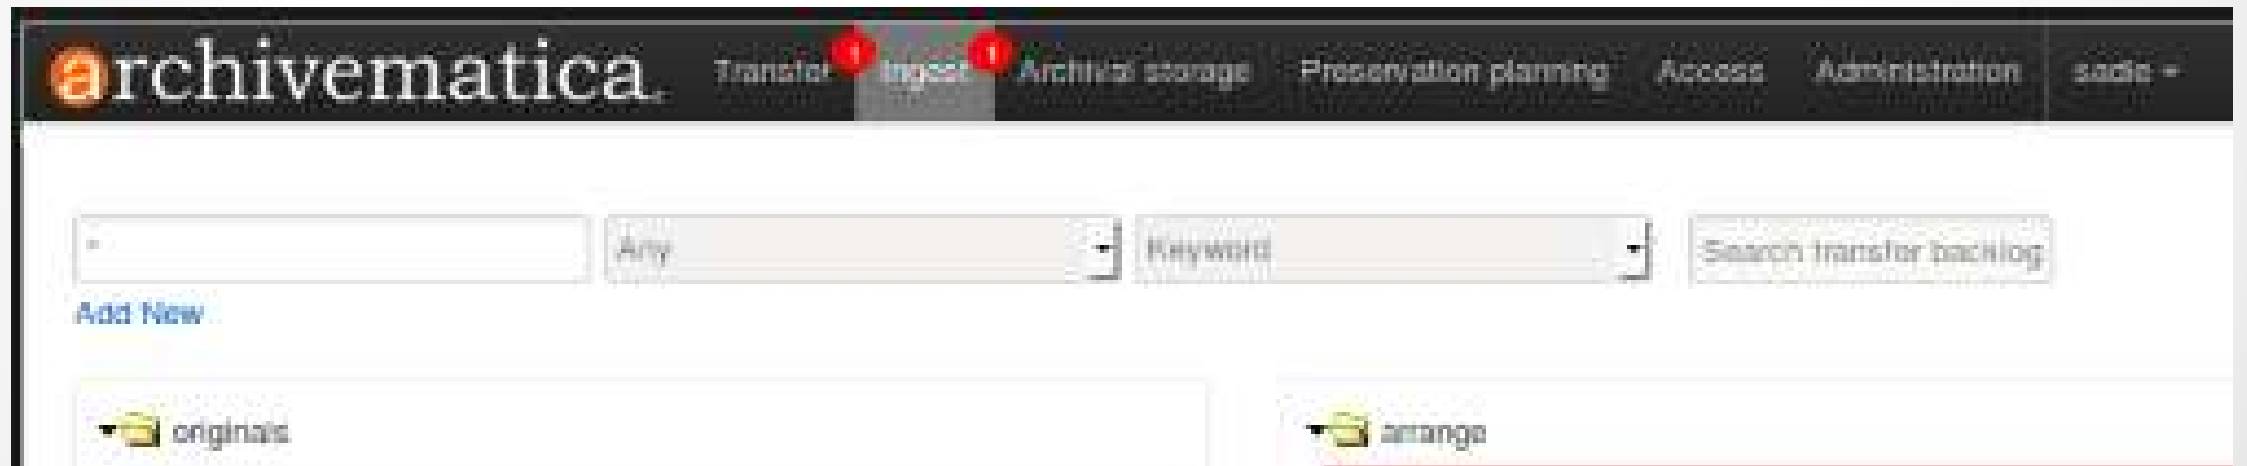 archivematica Transfer 1 Ingest 1 Archival storage Preservation planning Access Administration sadie
Any Keyword Search transfer backlog
Add New
originals arrange